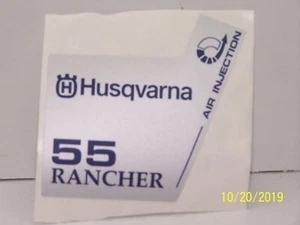 Husqvarna
AIR INJECTION
55
RANCHER
10/20/2019